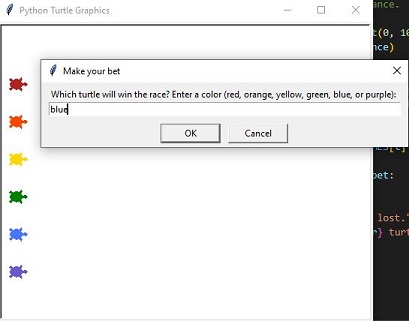 Python Turtle Graphics
ance.
t(0, 10
nce)
Make your bet
Which turtle will win the race? Enter a color (red, orange, yellow, green, blue, or purple):
blue
OK Cancel
bet:
lost."
r} turt